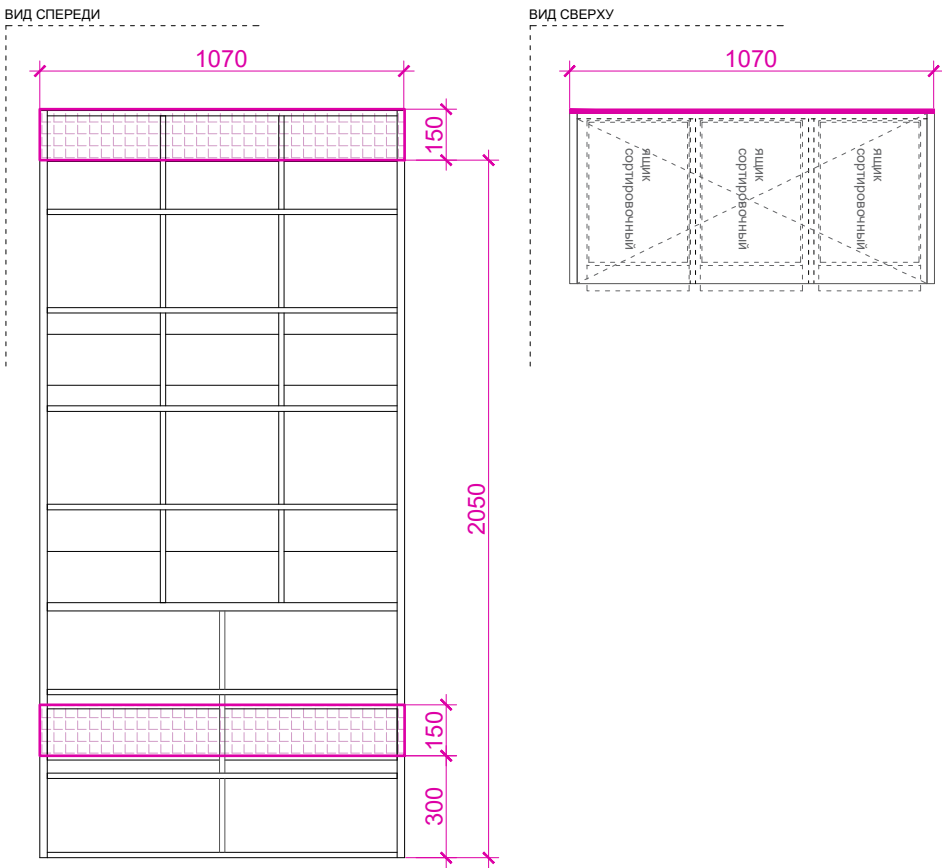 ВИД СПЕРЕДИ
1070
150
2050
150
300
ВИД СВЕРХУ
1070
ящик
сортировочный
ящик
сортировочный
ящик
сортировочный